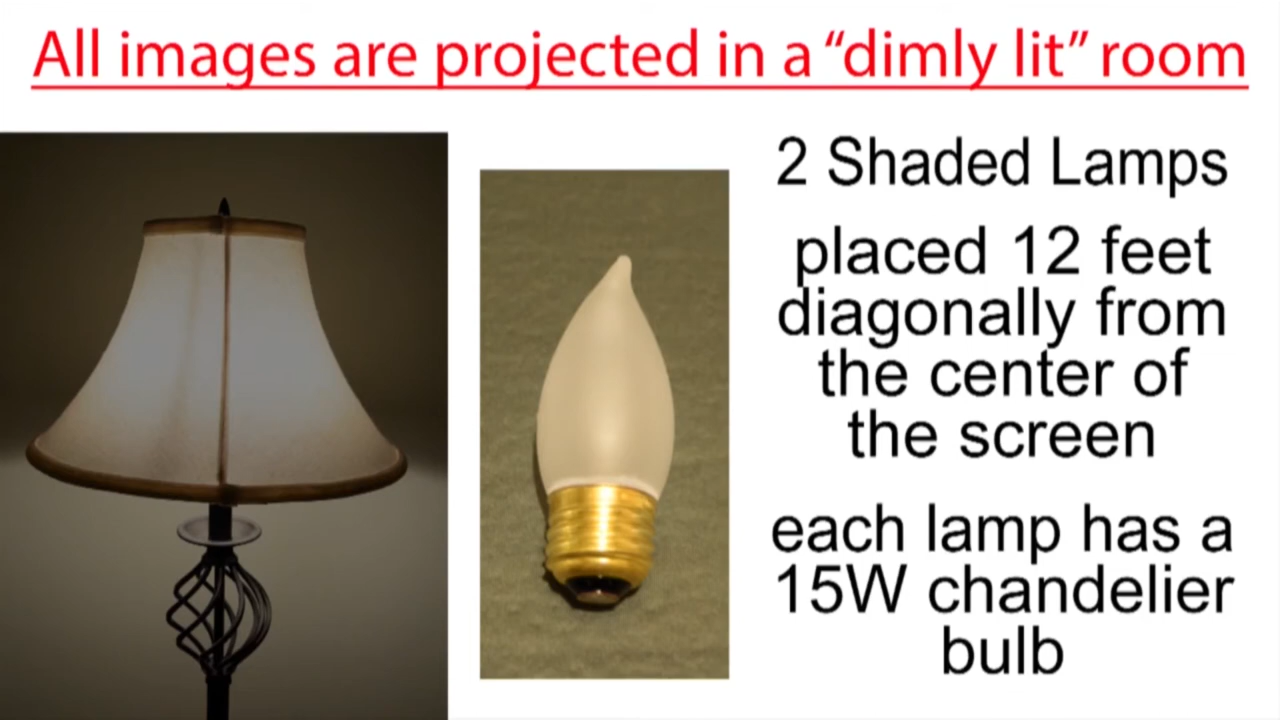 All images are projected in a “dimly lit” room
2 Shaded Lamps
placed 12 feet
diagonally from
the center of
the screen
each lamp has a
15W chandelier
bulb